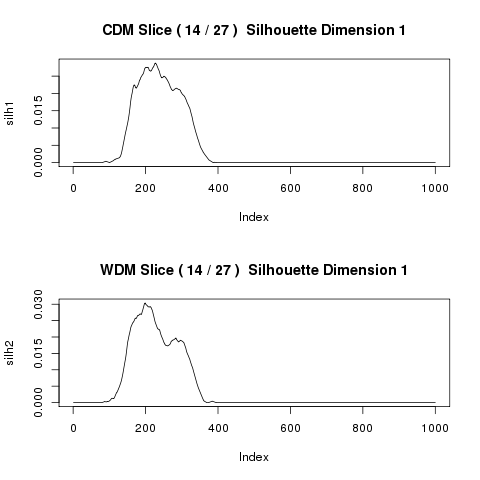 CDM Slice ( 14 / 27 )  Silhouette Dimension 1
silh1
0.015
0.000
0 200 400 600 800 1000
Index
WDM Slice ( 14 / 27 )  Silhouette Dimension 1
silh2
0.030
0.015
0.000
0 200 400 600 800 1000
Index